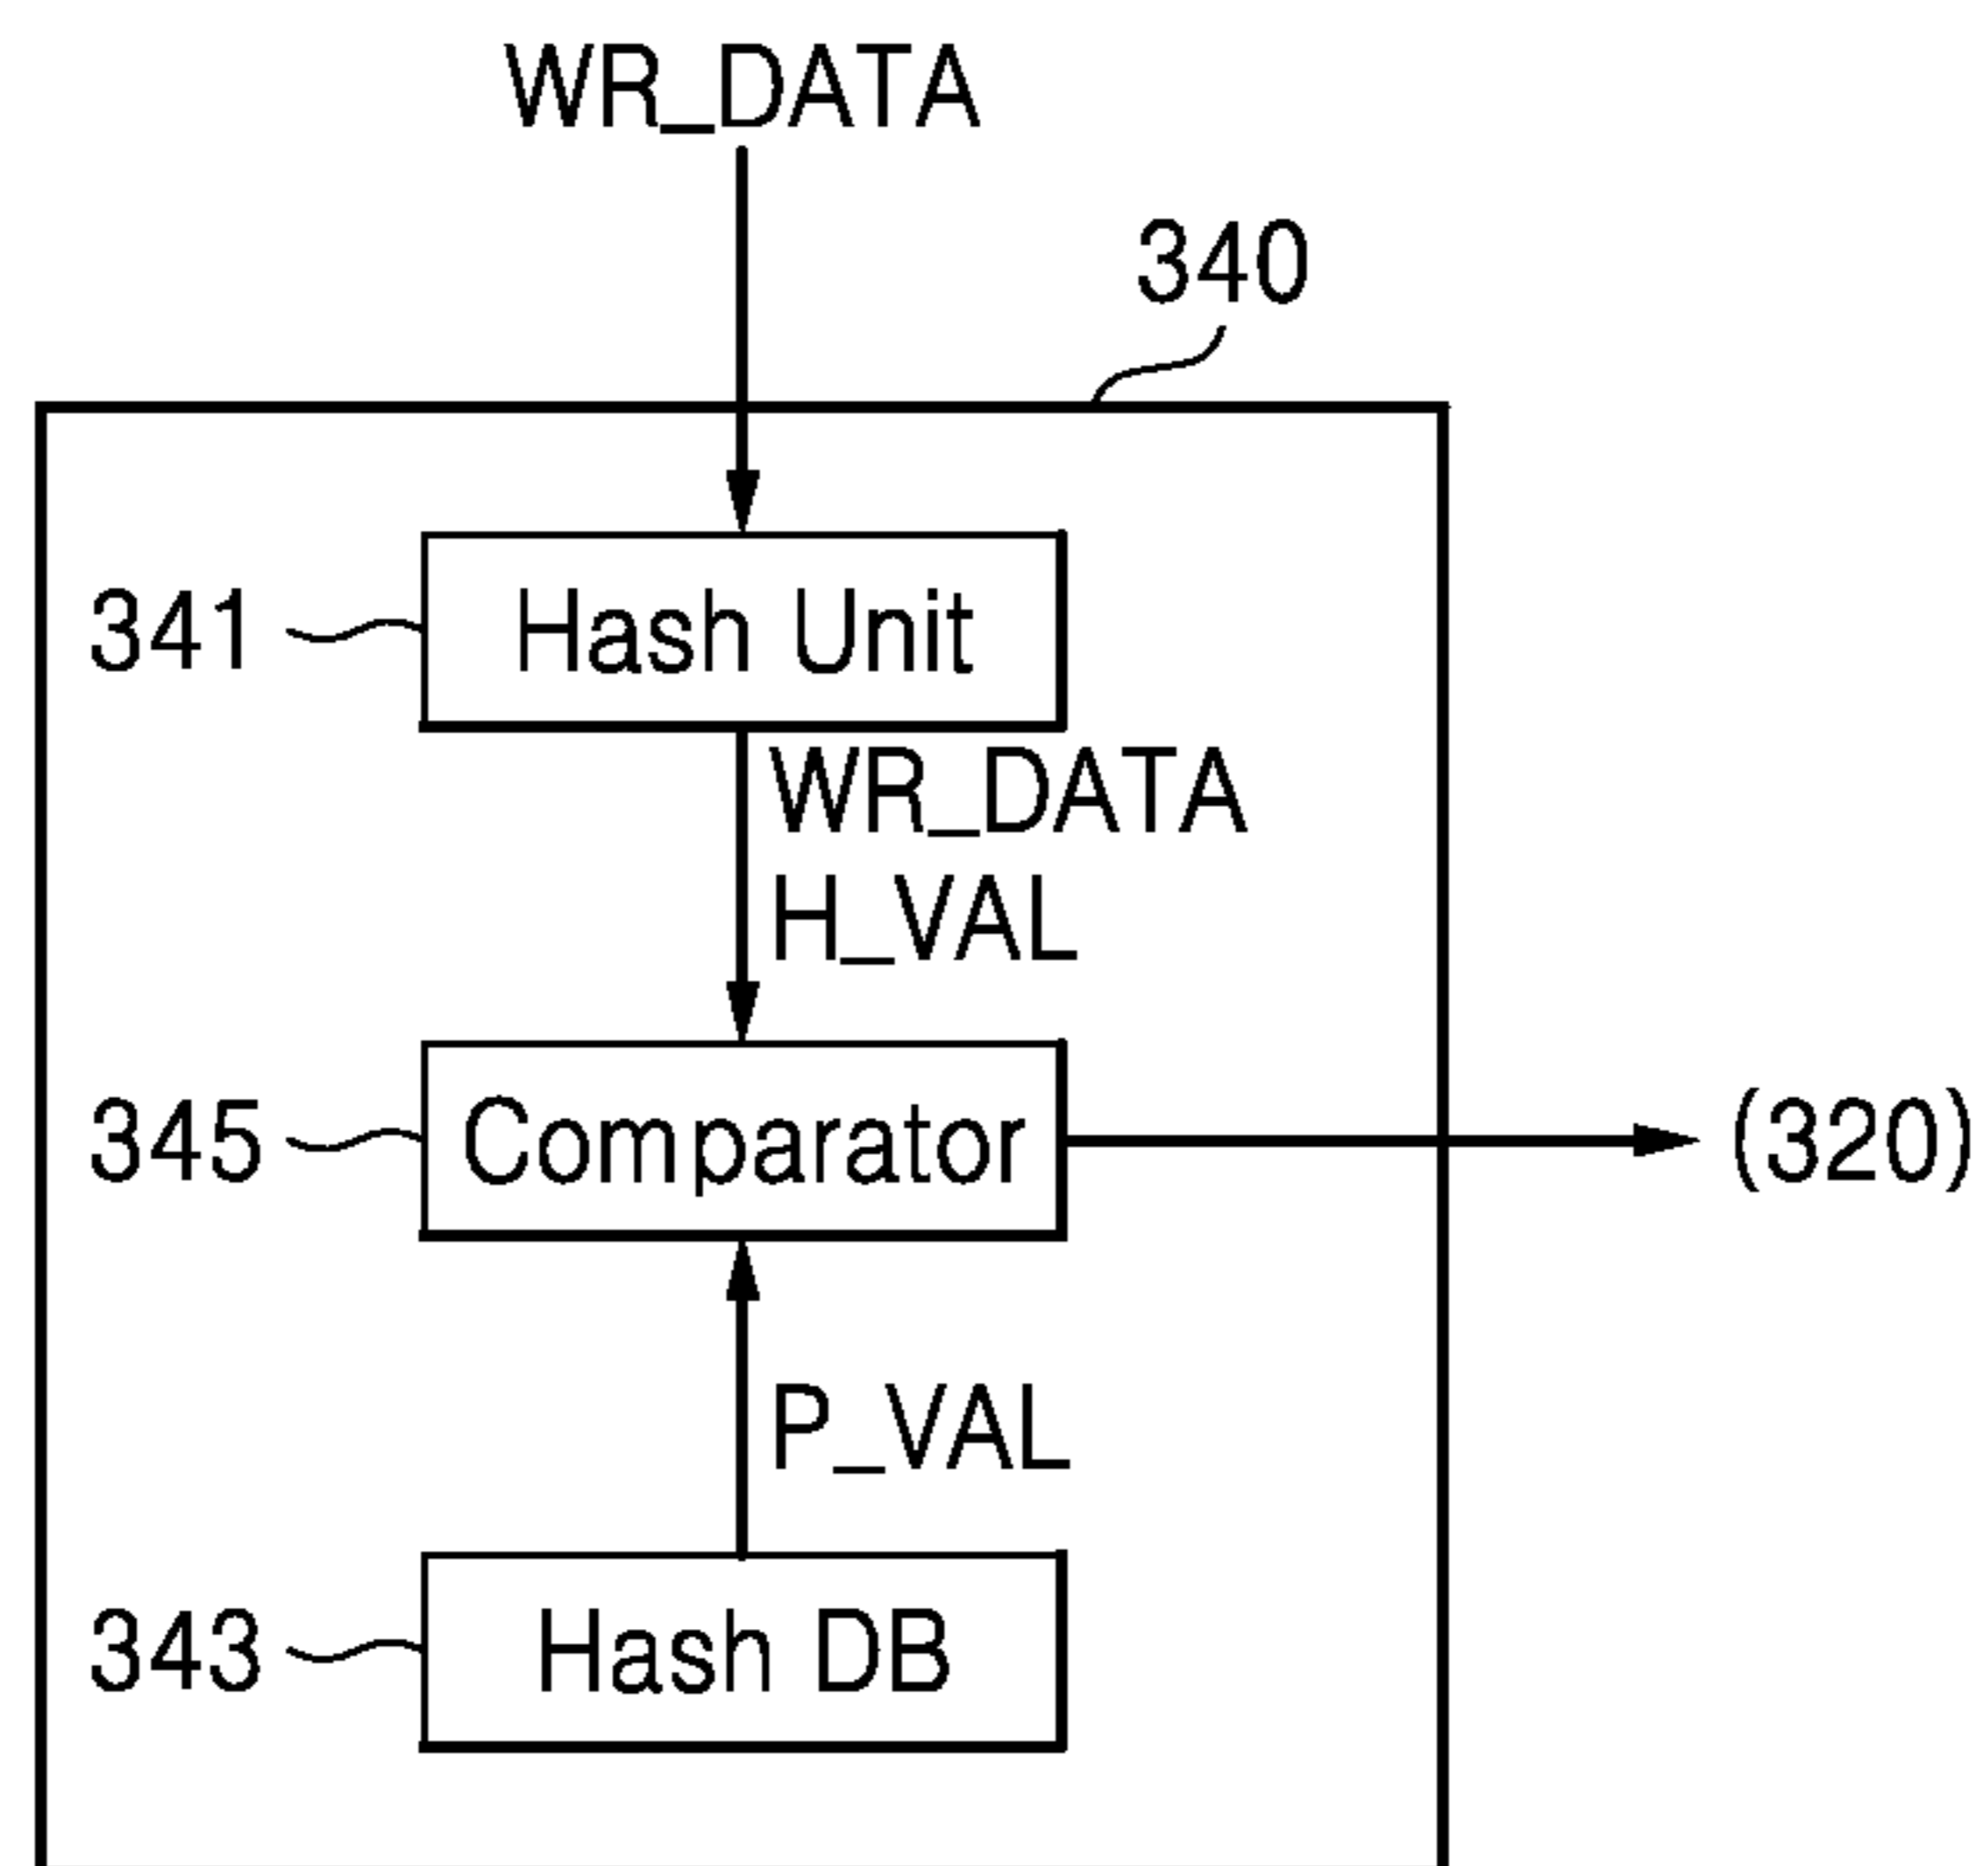 WR_DATA
340
341 Hash Unit
WR_DATA
H_VAL
345 Comparator (320)
P_VAL
343 Hash DB